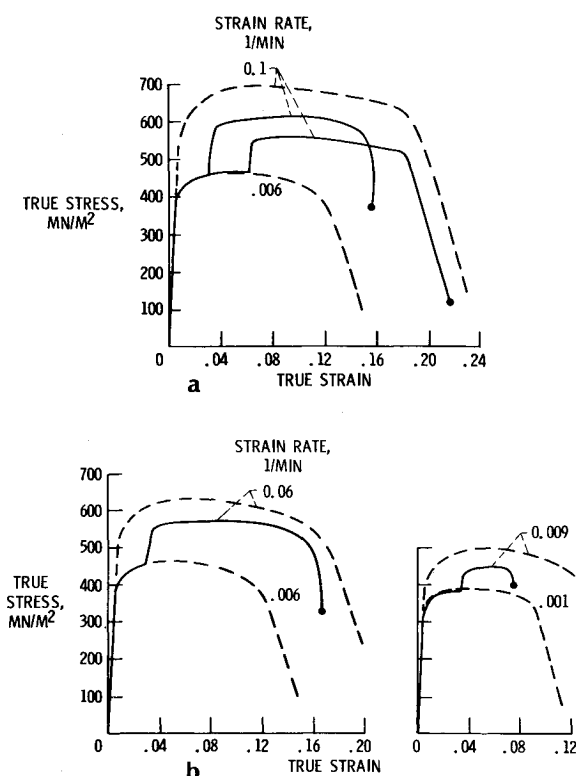 STRAIN RATE,
1/MIN
0.1
700
600
500
400
300
200
100
TRUE STRESS,
MN/M²
.006
0 .04 .08 .12 .16 .20 .24
a TRUE STRAIN
STRAIN RATE,
1/MIN
0.06
700
600
500
400
300
200
100
TRUE
STRESS,
MN/M²
.006
0.009
.001
0 .04 .08 .12 .16 .20 0 .04 .08 .12
b TRUE STRAIN